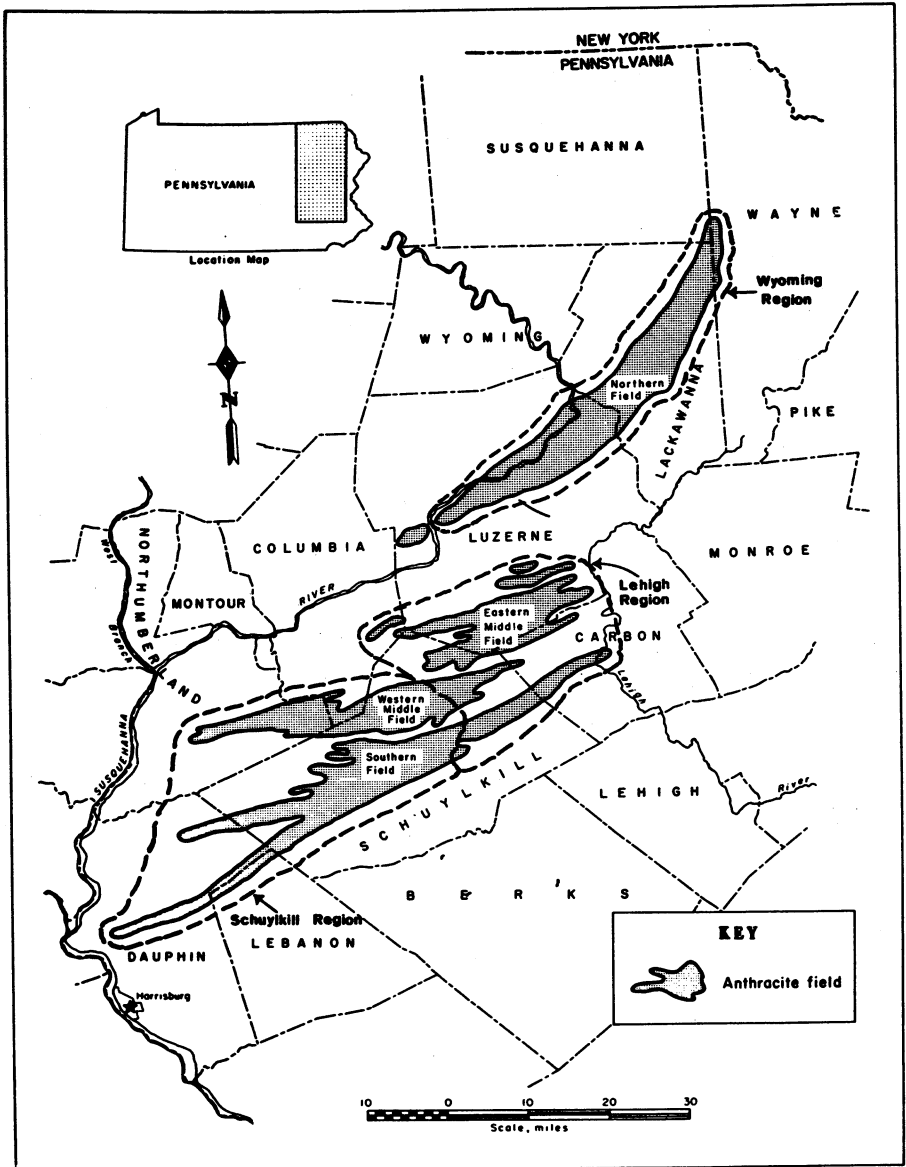 NEW YORK
PENNSYLVANIA
SUSQUEHANNA
PENNSYLVANIA
Location Map
WAYNE
Wyoming
Region
WYOMING
Northern
Field
LACKAWANNA
PIKE
N
COLUMBIA
LUZERNE
MONROE
NORTHUMBERLAND
West
Branch
MONTOUR
RIVER
Lehigh
Region
Eastern
Middle
Field
CARBON
Lehigh
Western
Middle
Field
Southern
Field
SUSQUEHANNA
SCHUYLKILL
LEHIGH
River
BERKS
Schuylkill Region
LEBANON
DAUPHIN
Harrisburg
KEY
Anthracite field
10 0 10 20 30
Scale, miles